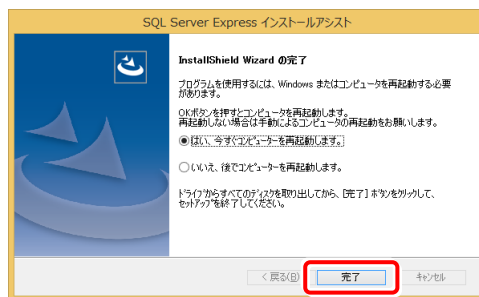 SQL Server Express インストールアシスト
InstallShield Wizard の完了
プログラムを使用するには、Windows またはコンピュータを再起動する必要
があります。
OKボタンを押すとコンピュータを再起動します。
再起動しない場合は手動によるコンピュータの再起動をお願いします。
はい、今すぐコンピューターを再起動します。
いいえ、後でコンピューターを再起動します。
ドライブからすべてのディスクを取り出してから、[完了] ボタンをクリックして、
セットアップを終了してください。
< 戻る(B)
完了
キャンセル